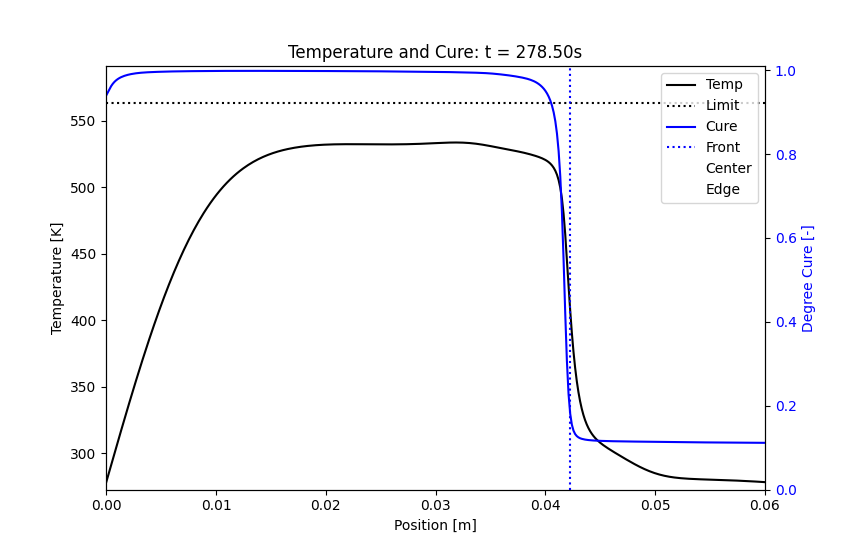 Temperature and Cure: t = 278.50s
Temperature [K]
550
500
450
400
350
300
Temp
Limit
Cure
Front
Center
Edge
1.0
0.8
0.6
0.4
0.2
0.0
Degree Cure [-]
0.00
0.01
0.02
0.03
0.04
0.05
0.06
Position [m]